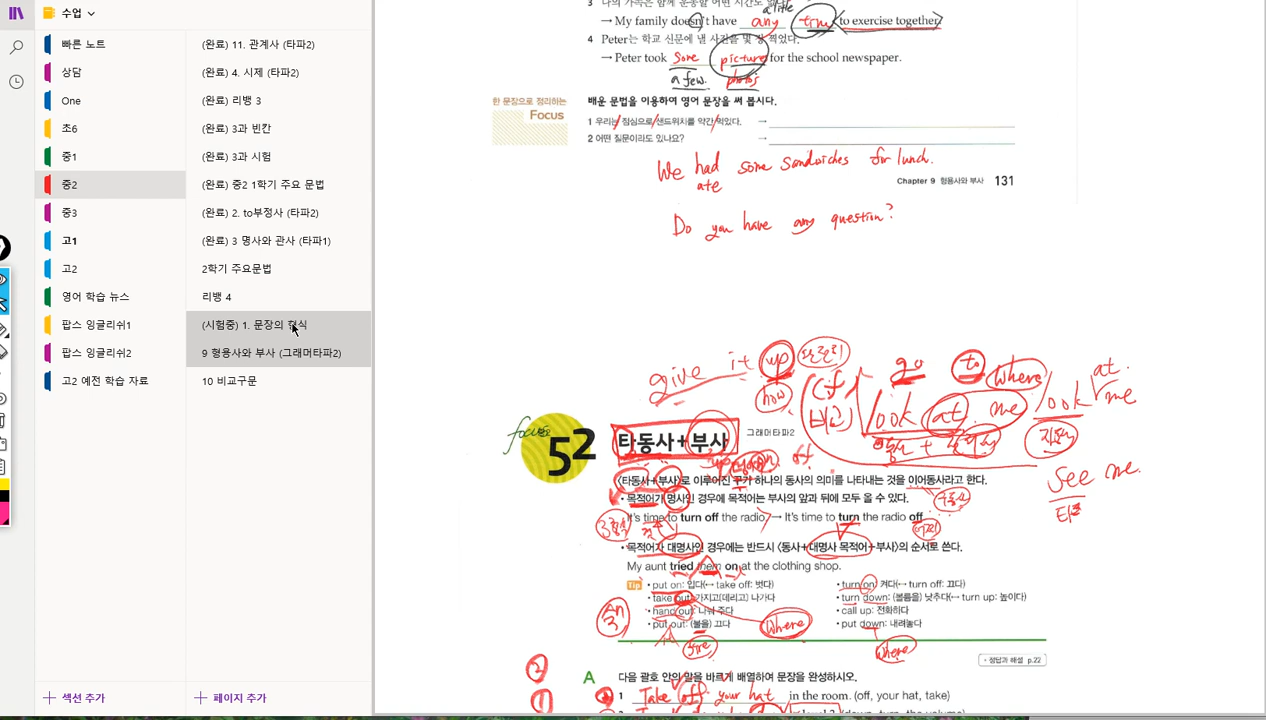 수업
빠른 노트
상담
One
초6
중1
중2
중3
고1
고2
영어 학습 뉴스
팝스 잉글리쉬1
팝스 잉글리쉬2
고2 예전 학습 자료
섹션 추가
(완료) 11. 관계사 (타파2)
(완료) 4. 시제 (타파2)
(완료) 리뱅 3
(완료) 3과 빈칸
(완료) 3과 시험
(완료) 중2 1학기 주요 문법
(완료) 2. to부정사 (타파2)
(완료) 3 명사와 관사 (타파1)
2학기 주요문법
리뱅 4
(시험중) 1. 문장의 형식
9 형용사와 부사 (그래머타파2)
10 비교구문
페이지 추가
3 나의 가족은 함께 운동할 어떤 시간도 없다.
a little
→ My family doesn't have any time to exercise together.
4 Peter는 학교 신문에 낼 사진을 몇 장 찍었다.
→ Peter took some picture for the school newspaper.
a few. photos
한 문장으로 정리하는
Focus
배운 문법을 이용하여 영어 문장을 써 봅시다.
1 우리는 점심으로 샌드위치를 약간 먹었다. →
2 어떤 질문이라도 있나요? →
We had some sandwiches for lunch.
ate
Chapter 9 형용사와 부사 131
Do you have any question?
give it up
how
go to where
look at me
look at me
see me.
focus
52
타동사+부사
그래머타파2
off
<타동사+부사>로 이루어진 구가 하나의 동사의 의미를 나타내는 것을 이어동사라고 한다.
• 목적어가 명사인 경우에 목적어는 부사의 앞과 뒤에 모두 올 수 있다.
It's time to turn off the radio → It's time to turn the radio off.
• 목적어가 대명사인 경우에는 반드시 <동사+대명사 목적어+부사>의 순서로 쓴다.
My aunt tried them on at the clothing shop.
Tip
• put on: 입다(↔ take off: 벗다)
• take out: 가지고[데리고] 나가다
• hand out: 나눠 주다
• put out: (불을) 끄다
• turn on: 켜다(↔ turn off: 끄다)
• turn down: (볼륨을) 낮추다(↔ turn up: 높이다)
• call up: 전화하다
• put down: 내려놓다
where
fire
where
• 정답과 해설 p.22
②
①
A 다음 괄호 안의 말을 바르게 배열하여 문장을 완성하시오.
1 Take off your hat in the room. (off, your hat, take)